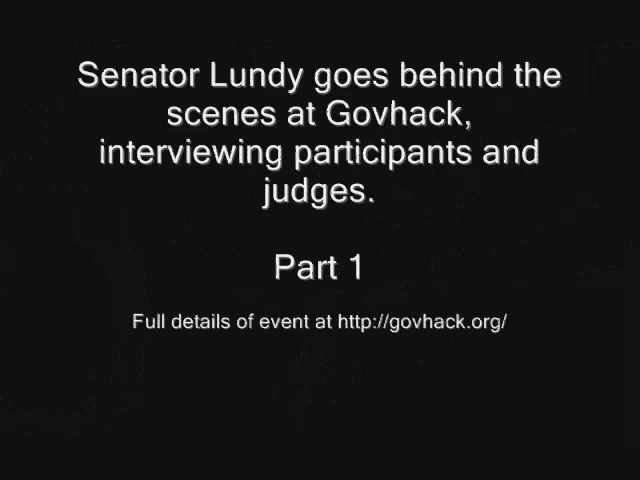 Senator Lundy goes behind the
scenes at Govhack,
interviewing participants and
judges.
Part 1
Full details of event at http://govhack.org/